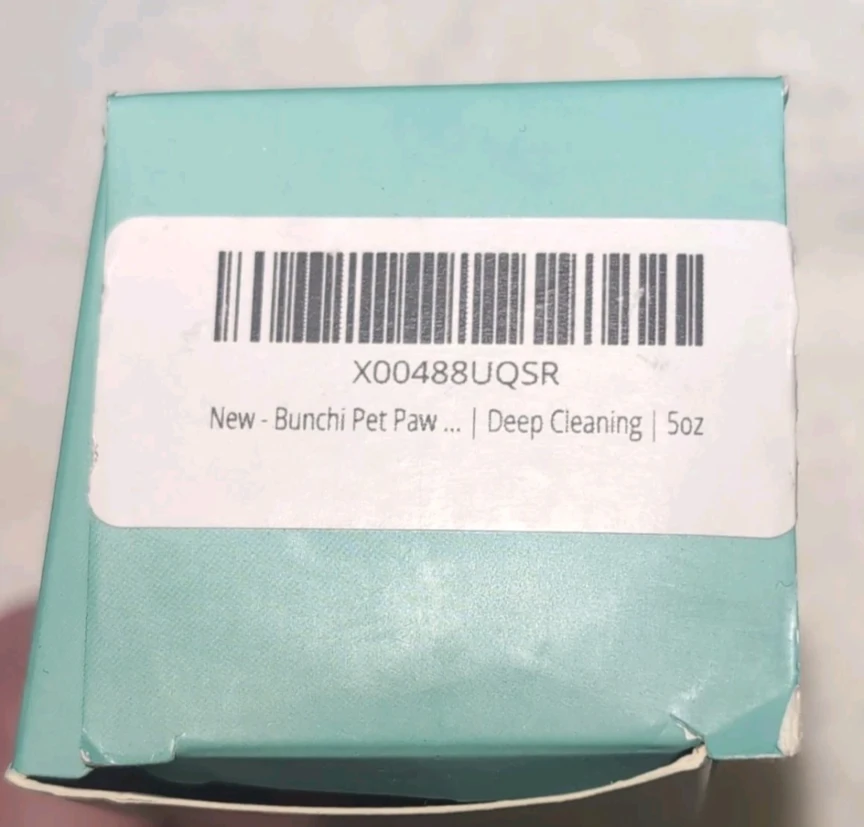 X00488UQSR
New - Bunchi Pet Paw ... | Deep Cleaning | 5oz